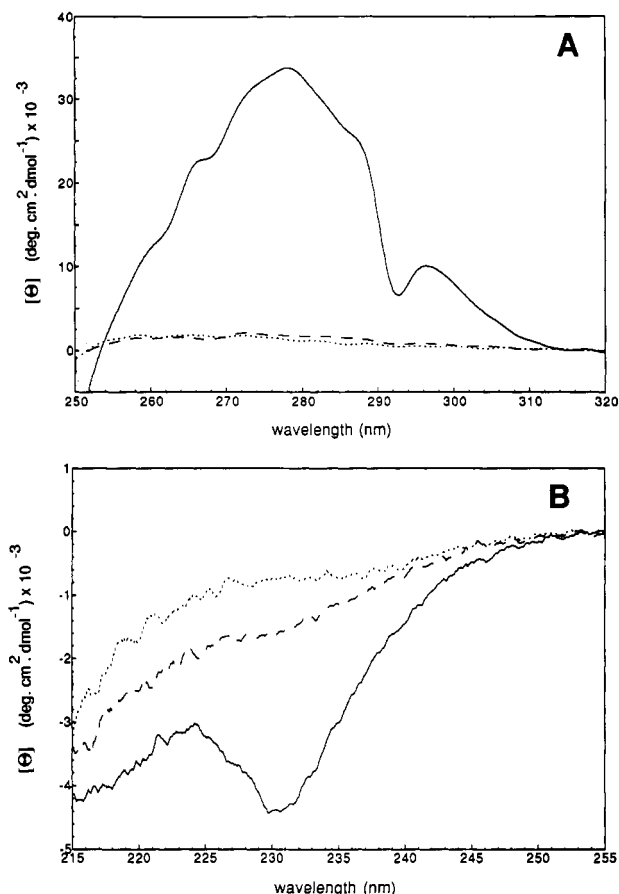 A
[Θ] (deg. cm² dmol⁻¹) x 10 ⁻³
40
30
20
10
0
250 260 270 280 290 300 310 320
wavelength (nm)
B
[Θ] (deg. cm². dmol⁻¹) x 10 ⁻³
1
0
-1
-2
-3
-4
-5
215 220 225 230 235 240 245 250 255
wavelength (nm)